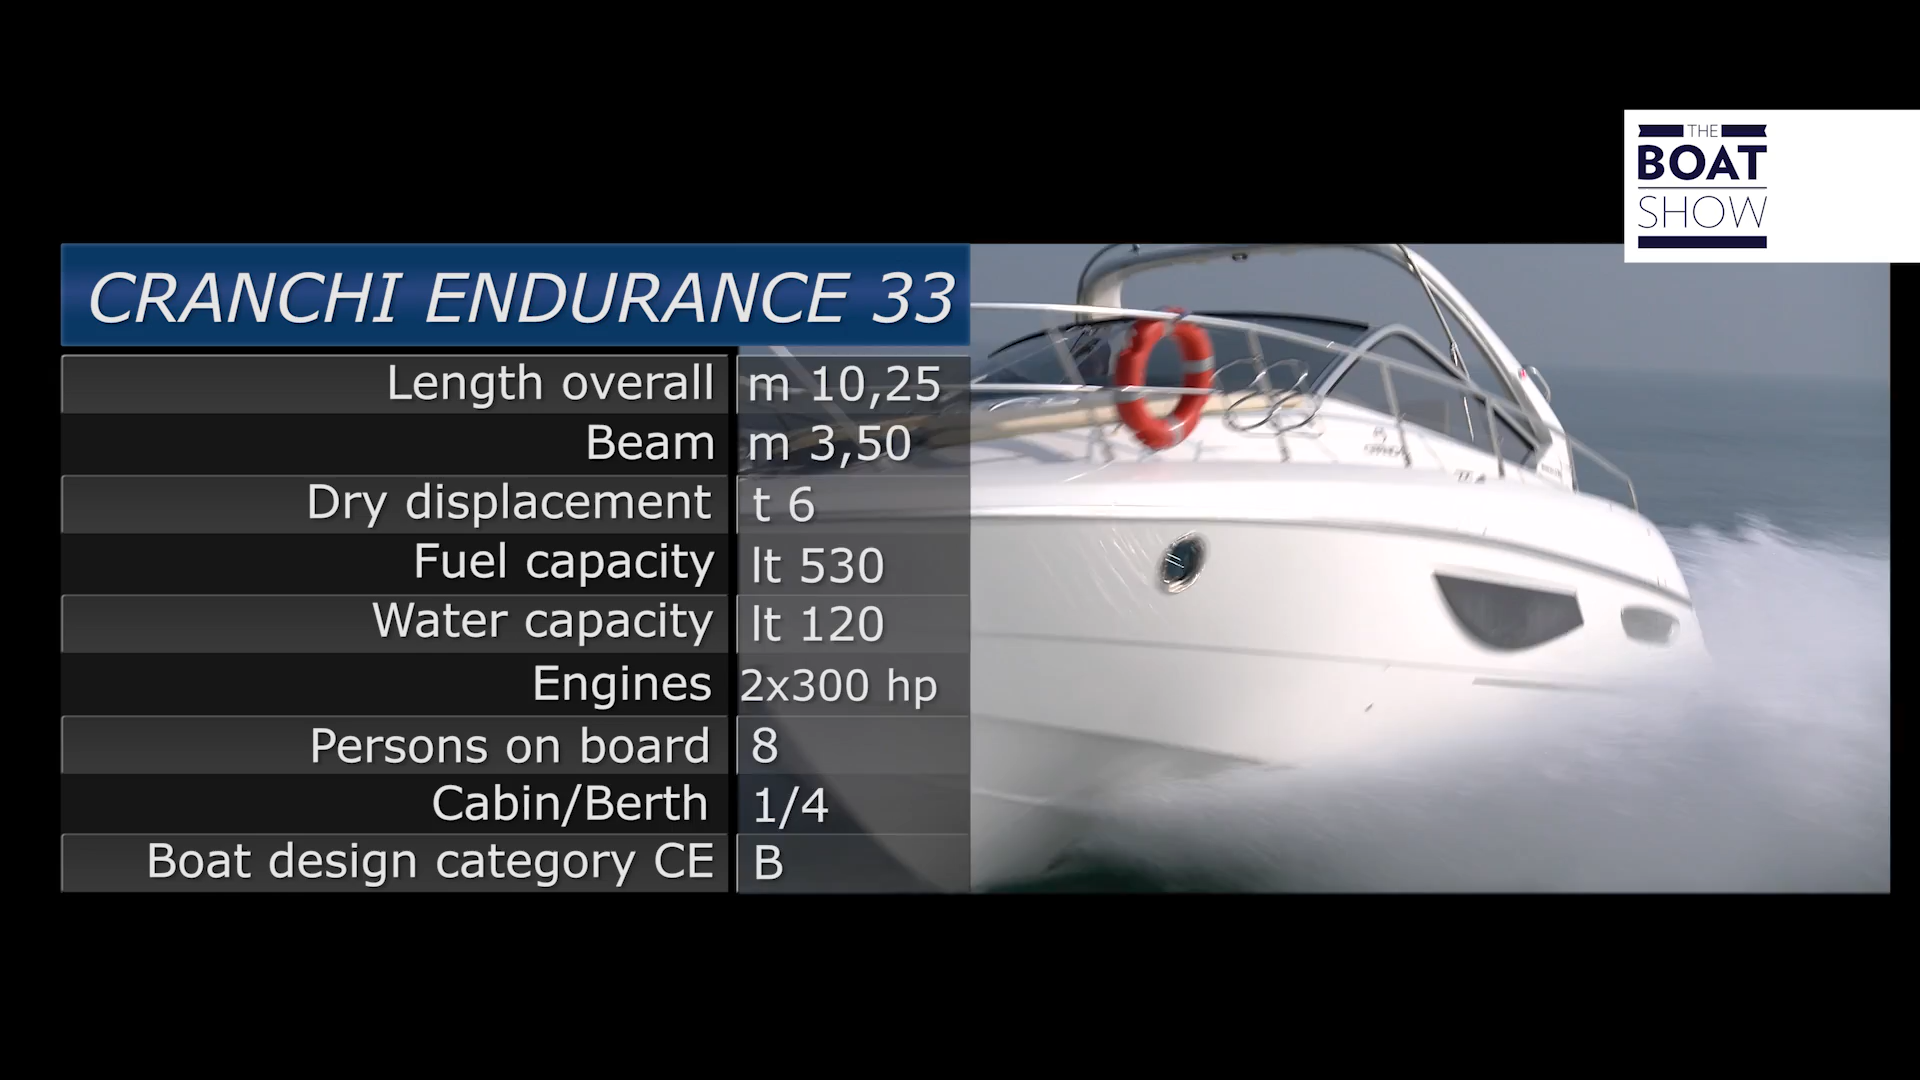 THE
BOAT
SHOW
CRANCHI ENDURANCE 33
Length overall m 10,25
Beam m 3,50
Dry displacement t 6
Fuel capacity lt 530
Water capacity lt 120
Engines 2x300 hp
Persons on board 8
Cabin/Berth 1/4
Boat design category CE B